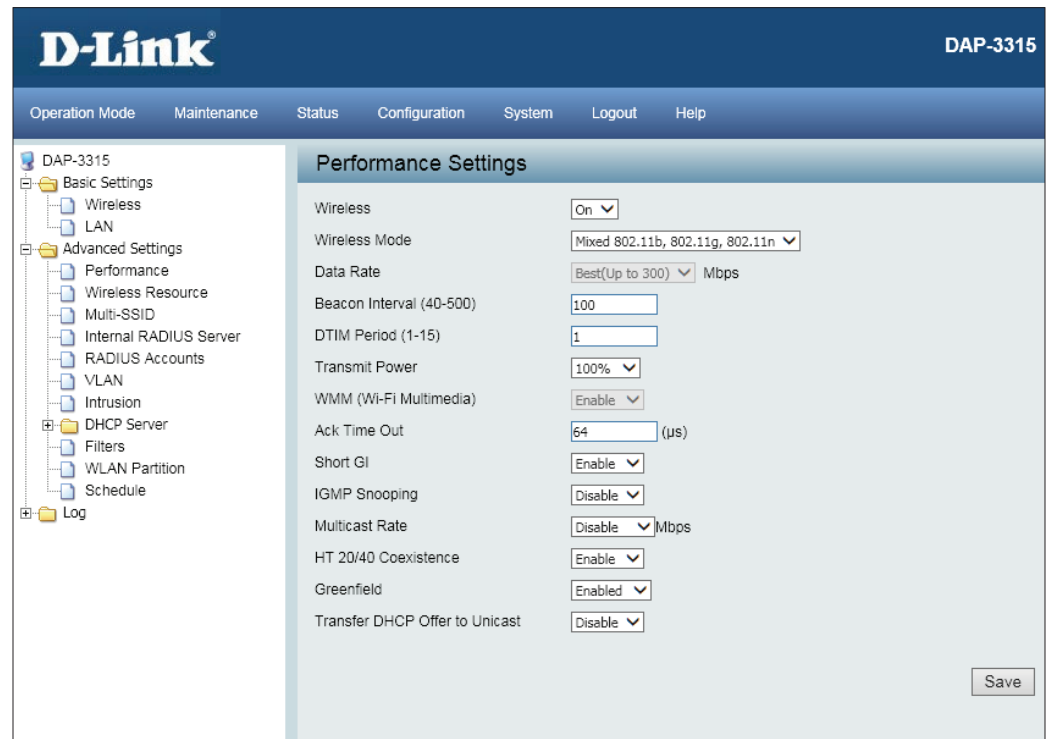 D-Link®
DAP-3315
Operation Mode Maintenance Status Configuration System Logout Help
DAP-3315
Basic Settings
Wireless
LAN
Advanced Settings
Performance
Wireless Resource
Multi-SSID
Internal RADIUS Server
RADIUS Accounts
VLAN
Intrusion
DHCP Server
Filters
WLAN Partition
Schedule
Log
Performance Settings
Wireless On
Wireless Mode Mixed 802.11b, 802.11g, 802.11n
Data Rate Best(Up to 300) Mbps
Beacon Interval (40-500) 100
DTIM Period (1-15) 1
Transmit Power 100%
WMM (Wi-Fi Multimedia) Enable
Ack Time Out 64 (µs)
Short GI Enable
IGMP Snooping Disable
Multicast Rate Disable Mbps
HT 20/40 Coexistence Enable
Greenfield Enabled
Transfer DHCP Offer to Unicast Disable
Save